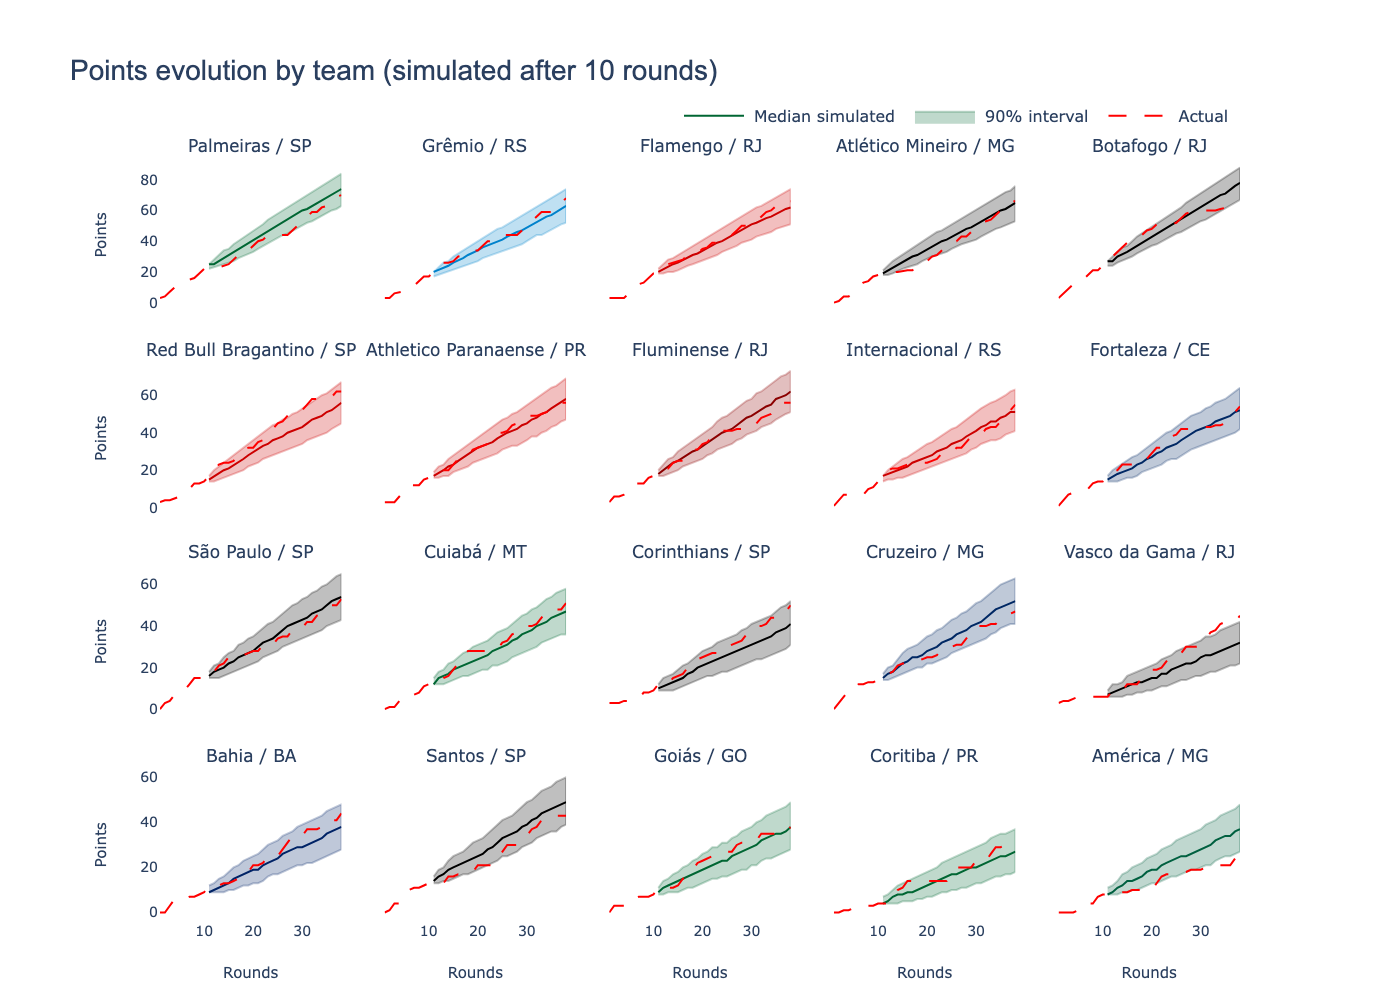 Points evolution by team (simulated after 10 rounds)
Median simulated 90% interval Actual
Palmeiras / SP Grêmio / RS Flamengo / RJ Atlético Mineiro / MG Botafogo / RJ
80
60
40
20
0
Points
Red Bull Bragantino / SP Athletico Paranaense / PR Fluminense / RJ Internacional / RS Fortaleza / CE
60
40
20
0
Points
São Paulo / SP Cuiabá / MT Corinthians / SP Cruzeiro / MG Vasco da Gama / RJ
60
40
20
0
Points
Bahia / BA Santos / SP Goiás / GO Coritiba / PR América / MG
60
40
20
0
Points
10 20 30 10 20 30 10 20 30 10 20 30 10 20 30
Rounds Rounds Rounds Rounds Rounds